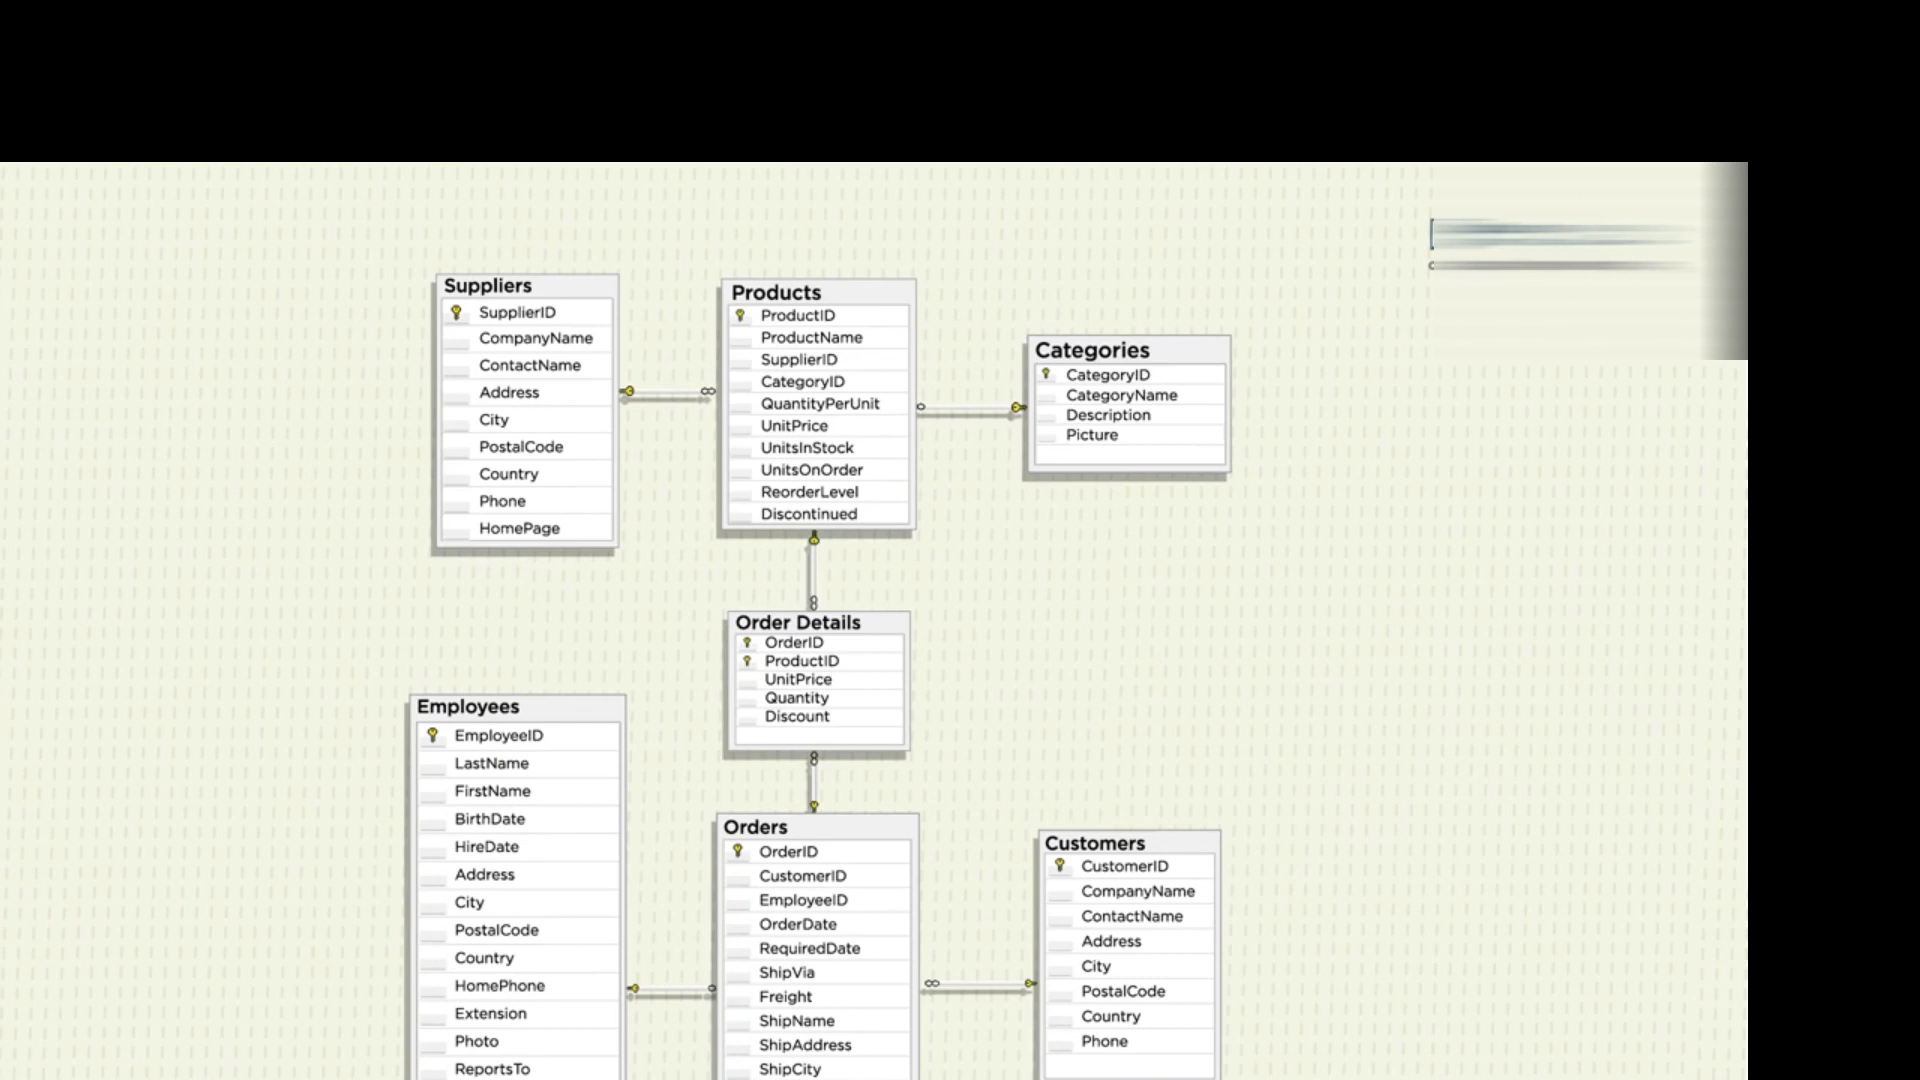 Suppliers
SupplierID
CompanyName
ContactName
Address
City
PostalCode
Country
Phone
HomePage
Products
ProductID
ProductName
SupplierID
CategoryID
QuantityPerUnit
UnitPrice
UnitsInStock
UnitsOnOrder
ReorderLevel
Discontinued
Categories
CategoryID
CategoryName
Description
Picture
Order Details
OrderID
ProductID
UnitPrice
Quantity
Discount
Employees
EmployeeID
LastName
FirstName
BirthDate
HireDate
Address
City
PostalCode
Country
HomePhone
Extension
Photo
ReportsTo
Orders
OrderID
CustomerID
EmployeeID
OrderDate
RequiredDate
ShipVia
Freight
ShipName
ShipAddress
ShipCity
Customers
CustomerID
CompanyName
ContactName
Address
City
PostalCode
Country
Phone